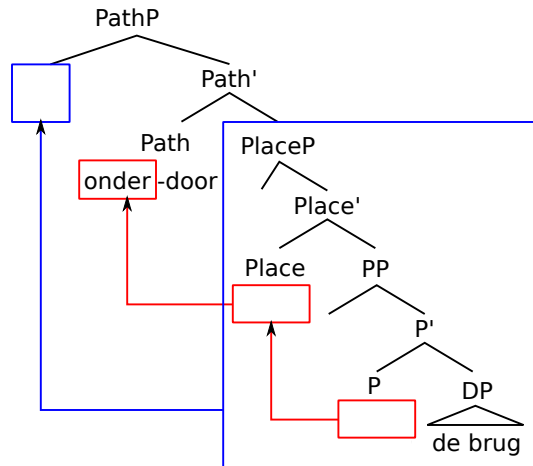 PathP
Path'
Path
PlaceP
onder -door
Place'
Place
PP
P'
P
DP
de brug